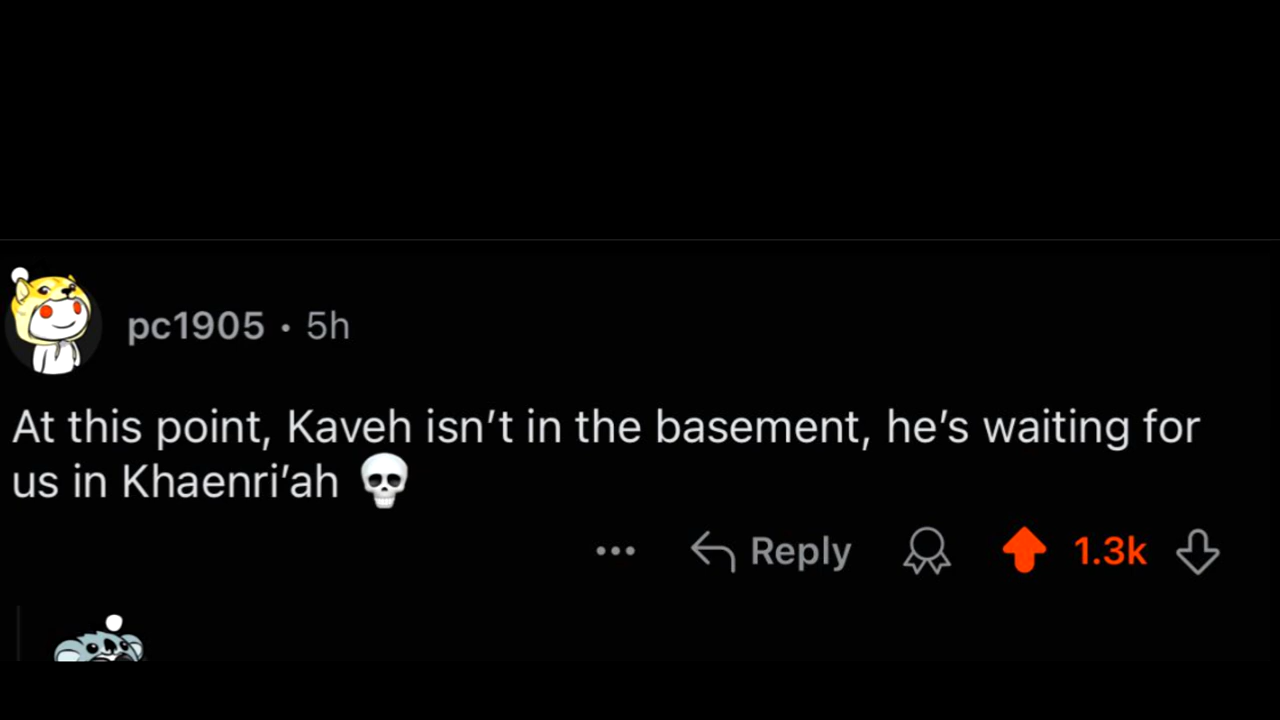 pc1905 • 5h
At this point, Kaveh isn’t in the basement, he’s waiting for
us in Khaenri’ah 💀
••• Reply 1.3k